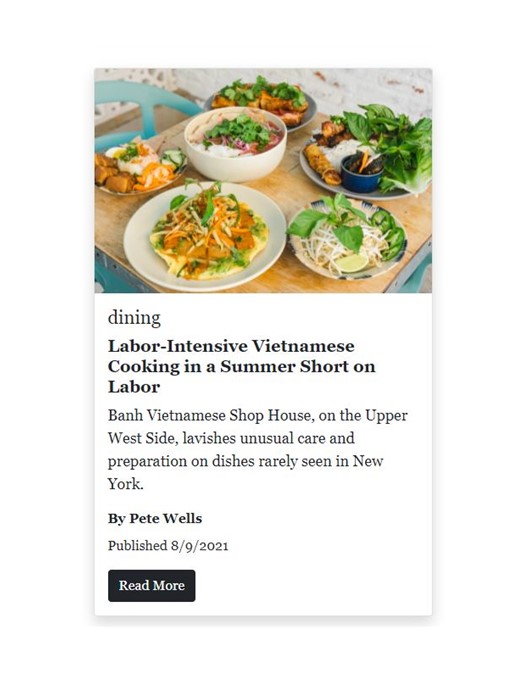 dining
Labor-Intensive Vietnamese
Cooking in a Summer Short on
Labor
Banh Vietnamese Shop House, on the Upper
West Side, lavishes unusual care and
preparation on dishes rarely seen in New
York.
By Pete Wells
Published 8/9/2021
Read More